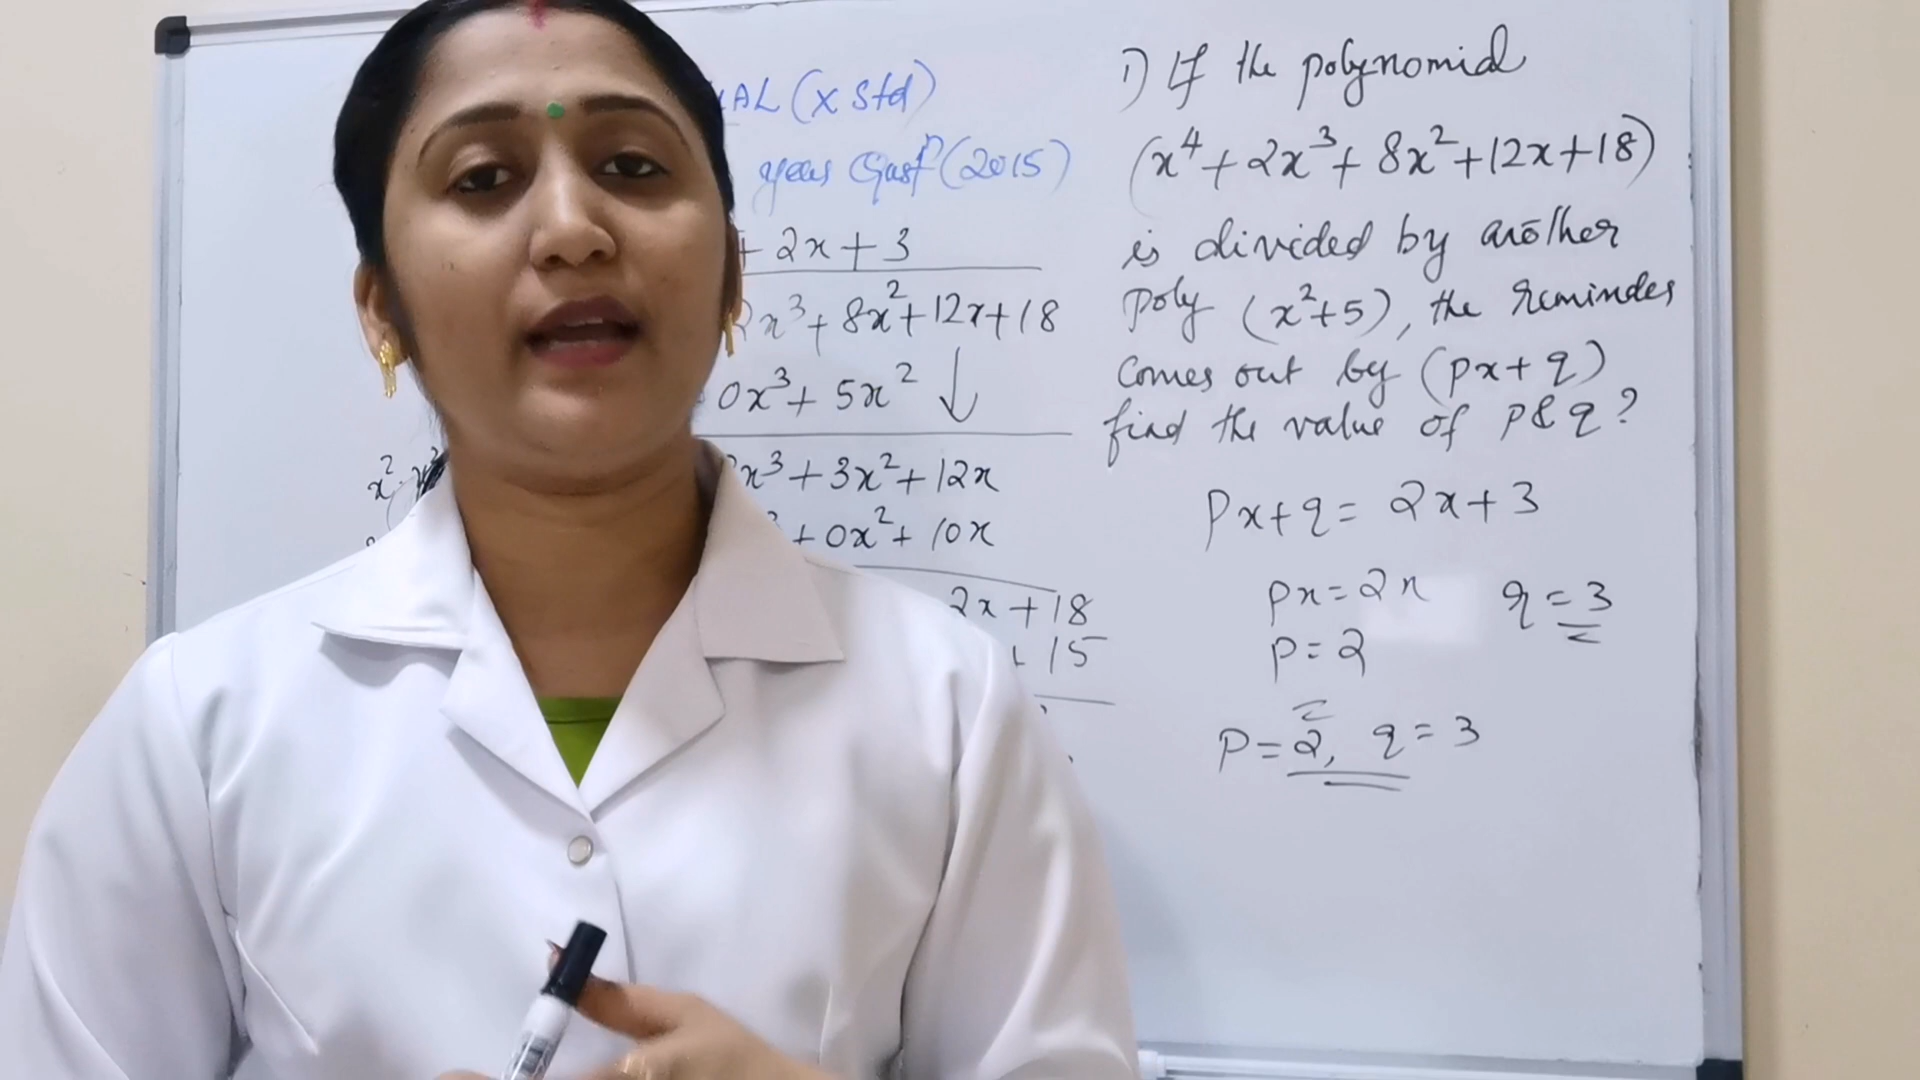 AL (X Std)
years Qust^n (2015)
+ 2x + 3
2x³ + 8x² + 12x + 18
0x³ + 5x²
x³ + 3x² + 12x
x²
+ 0x² + 10x
2x + 18
+ 15
1) If the polynomial
(x⁴ + 2x³ + 8x² + 12x + 18)
is divided by another
poly (x² + 5), the reminder
comes out by (px + q)
find the value of P & q?
Px + q = 2x + 3
px = 2x q = 3
P = 2
P = 2, q = 3